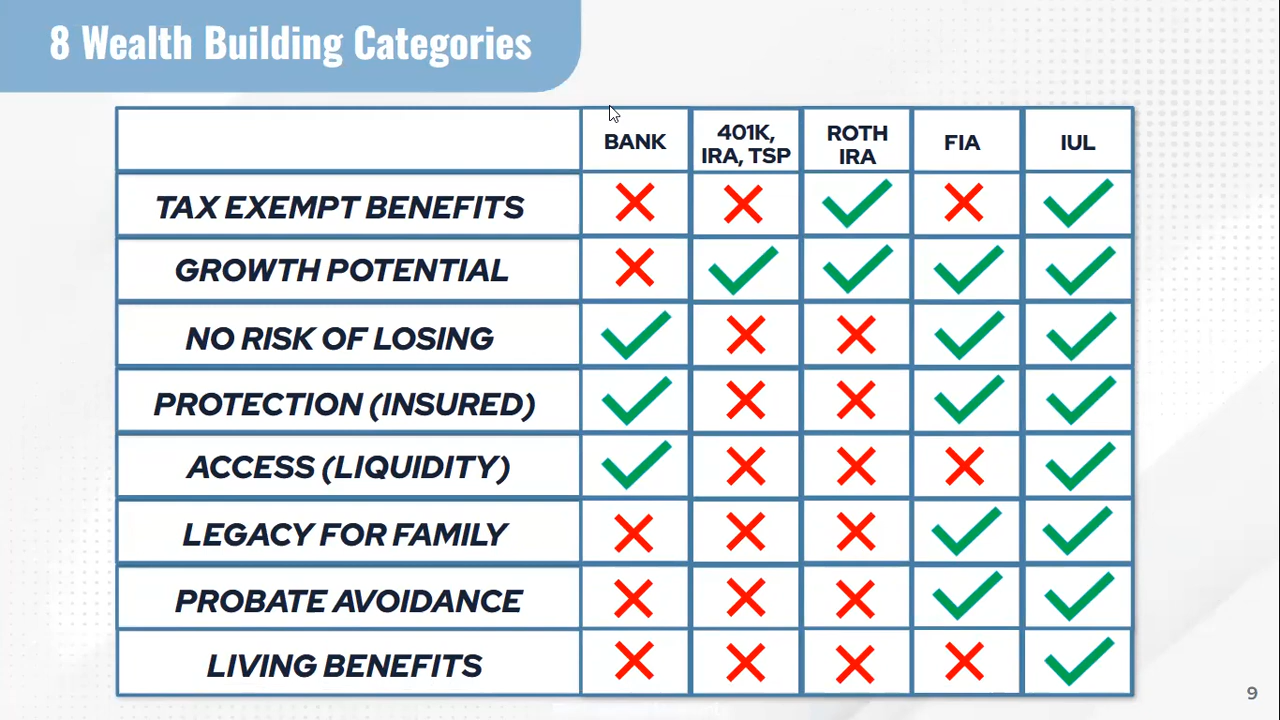 8 Wealth Building Categories
BANK
401K,
IRA, TSP
ROTH
IRA
FIA
IUL
TAX EXEMPT BENEFITS
GROWTH POTENTIAL
NO RISK OF LOSING
PROTECTION (INSURED)
ACCESS (LIQUIDITY)
LEGACY FOR FAMILY
PROBATE AVOIDANCE
LIVING BENEFITS
9